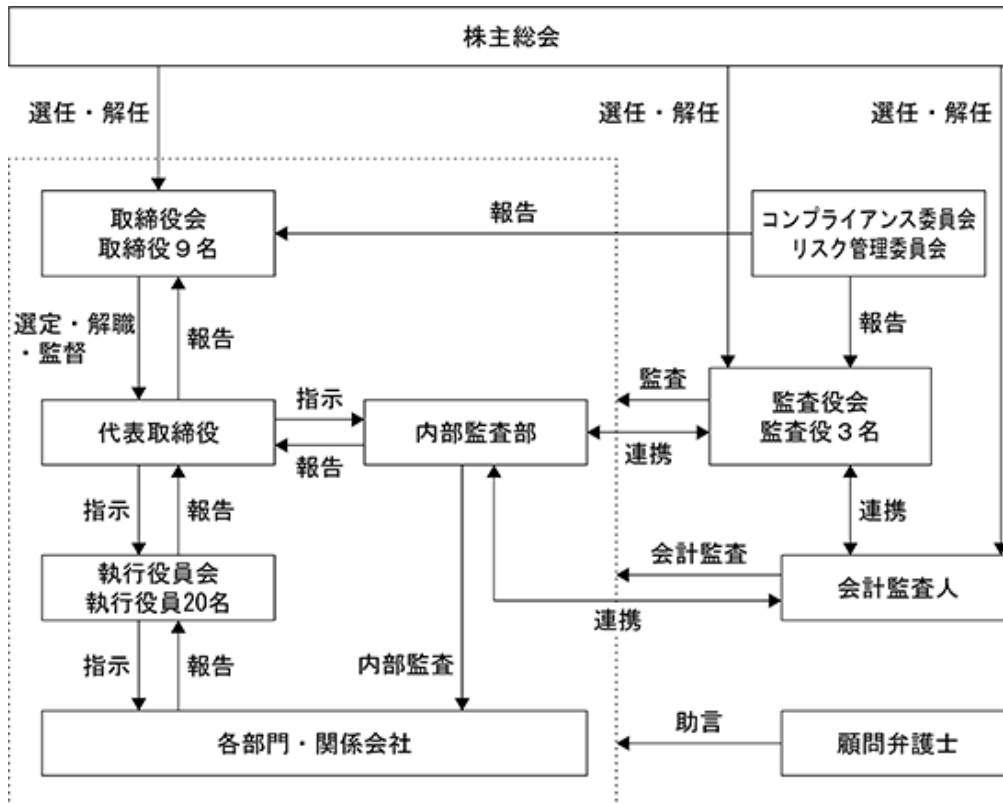 株主総会
選任・解任
選任・解任
選任・解任
取締役会
取締役9名
報告
コンプライアンス委員会
リスク管理委員会
選定・解職
・監督
報告
報告
代表取締役
指示
報告
内部監査部
監査
連携
監査役会
監査役3名
指示
報告
連携
執行役員会
執行役員20名
会計監査
連携
会計監査人
指示
報告
内部監査
各部門・関係会社
助言
顧問弁護士